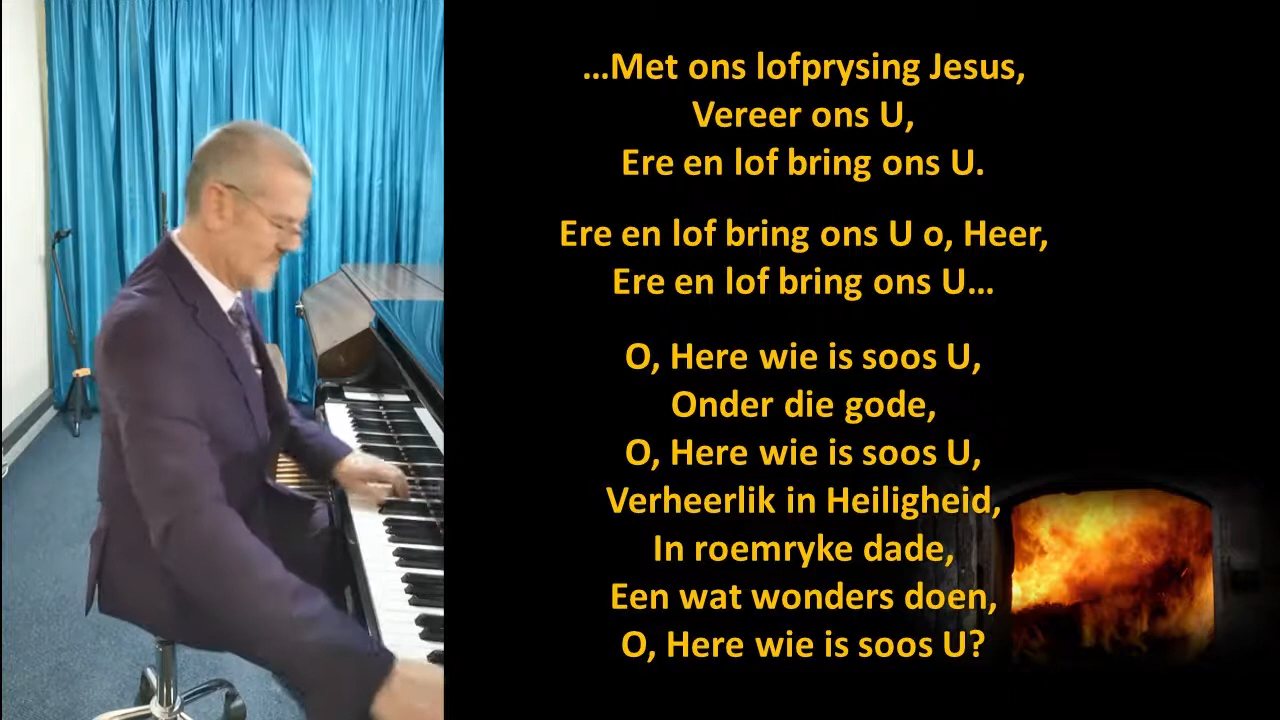 …Met ons lofprysing Jesus,
Vereer ons U,
Ere en lof bring ons U.
Ere en lof bring ons U o, Heer,
Ere en lof bring ons U…
O, Here wie is soos U,
Onder die gode,
O, Here wie is soos U,
Verheerlik in Heiligheid,
In roemryke dade,
Een wat wonders doen,
O, Here wie is soos U?